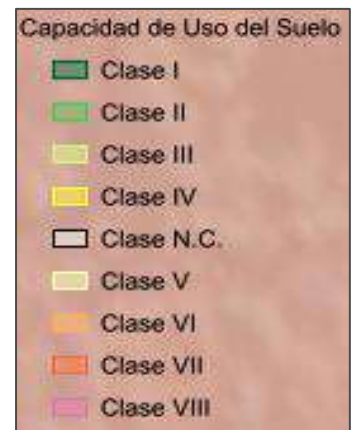 Capacidad de Uso del Suelo
Clase I
Clase II
Clase III
Clase IV
Clase N.C.
Clase V
Clase VI
Clase VII
Clase VIII